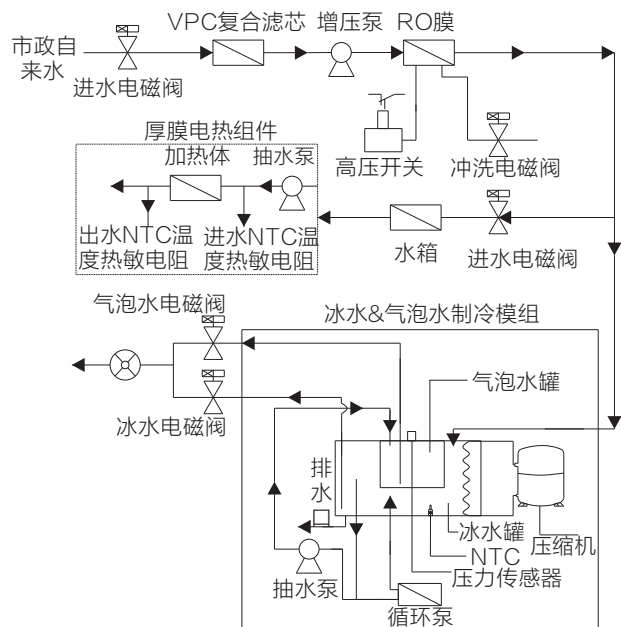 VPC复合滤芯 增压泵 RO膜
市政自
来水
进水电磁阀
高压开关
冲洗电磁阀
厚膜电热组件
加热体
抽水泵
出水NTC温
度热敏电阻
进水NTC温
度热敏电阻
水箱
进水电磁阀
气泡水电磁阀
冰水电磁阀
冰水&气泡水制冷模组
气泡水罐
排
水
冰水罐
NTC
压力传感器
压缩机
抽水泵
循环泵